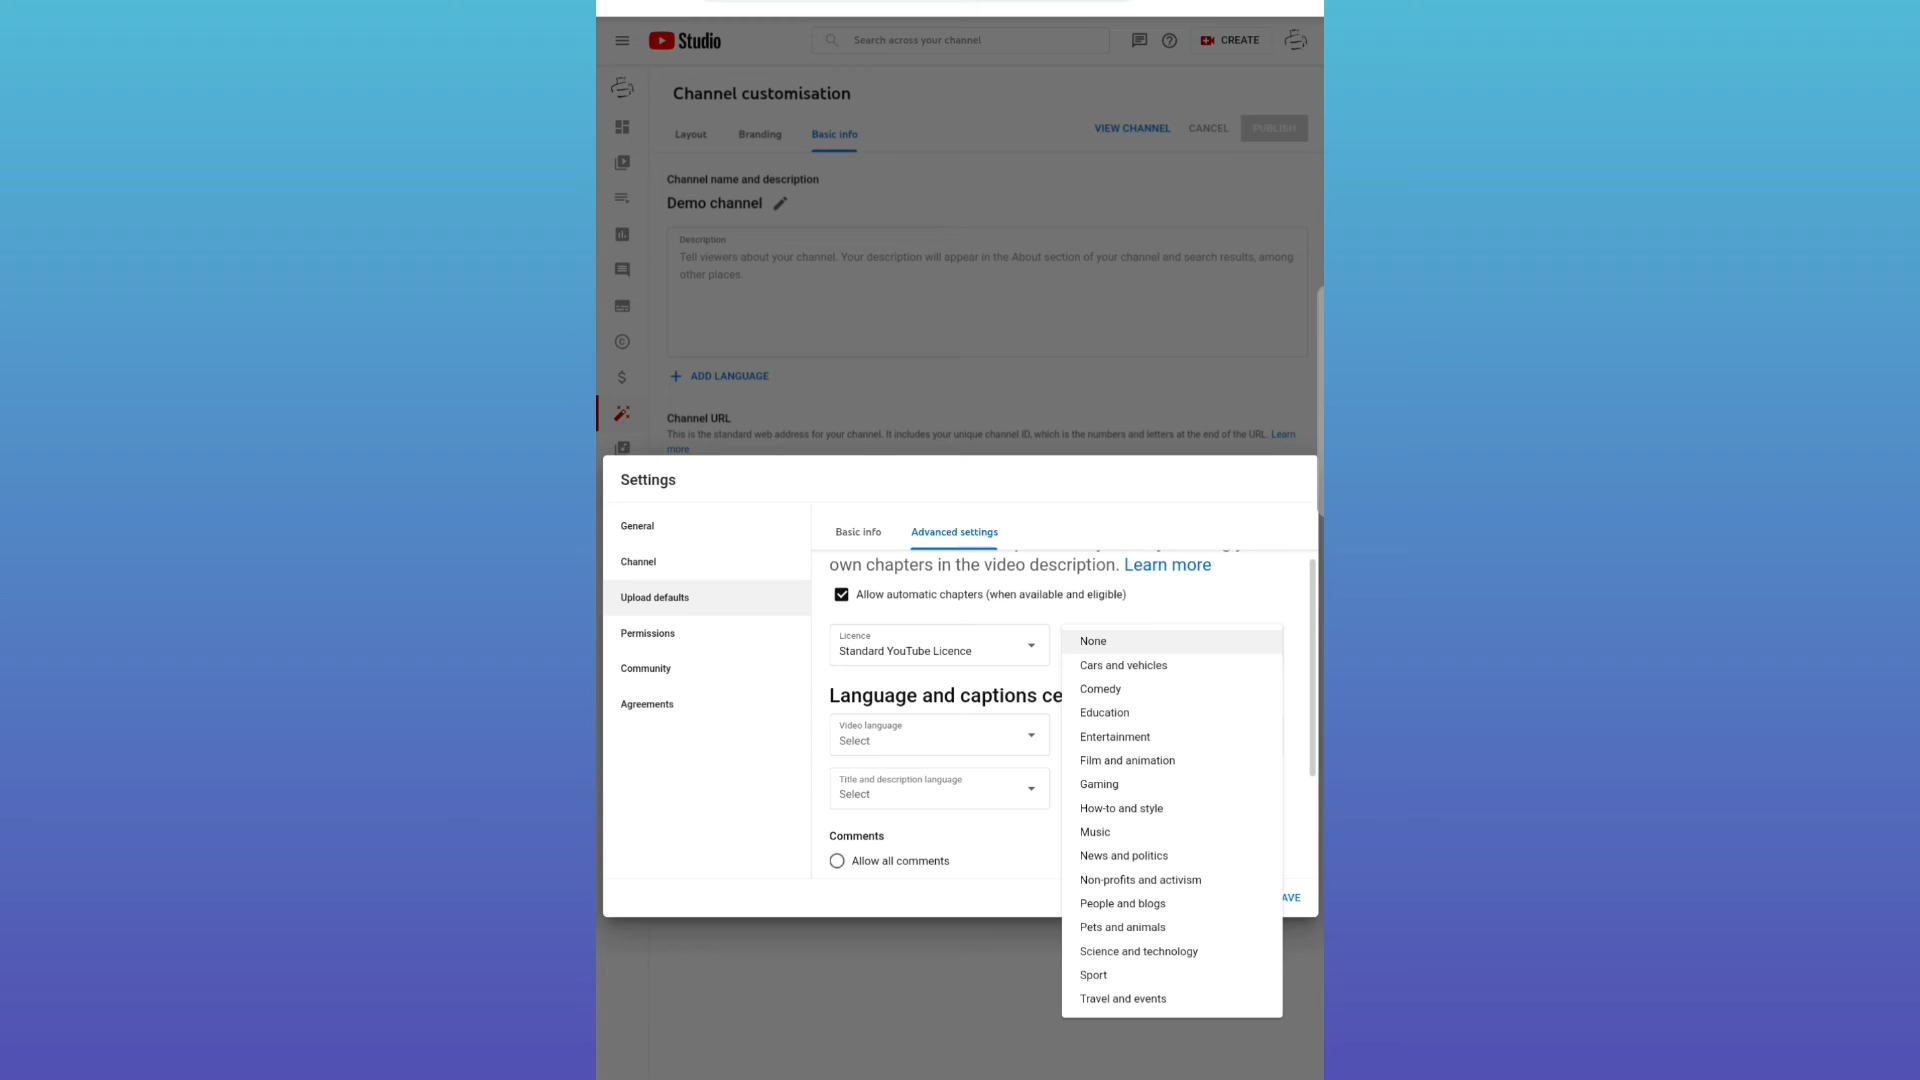 Studio
Search across your channel
CREATE
Channel customisation
Layout
Branding
Basic info
VIEW CHANNEL
CANCEL
PUBLISH
Channel name and description
Demo channel
Description
Tell viewers about your channel. Your description will appear in the About section of your channel and search results, among
other places.
ADD LANGUAGE
Channel URL
This is the standard web address for your channel. It includes your unique channel ID, which is the numbers and letters at the end of the URL. Learn
more
Settings
General
Channel
Upload defaults
Permissions
Community
Agreements
Basic info
Advanced settings
own chapters in the video description. Learn more
Allow automatic chapters (when available and eligible)
Licence
Standard YouTube Licence
Language and captions ce
Video language
Select
Title and description language
Select
Comments
Allow all comments
None
Cars and vehicles
Comedy
Education
Entertainment
Film and animation
Gaming
How-to and style
Music
News and politics
Non-profits and activism
People and blogs
Pets and animals
Science and technology
Sport
Travel and events
AVE